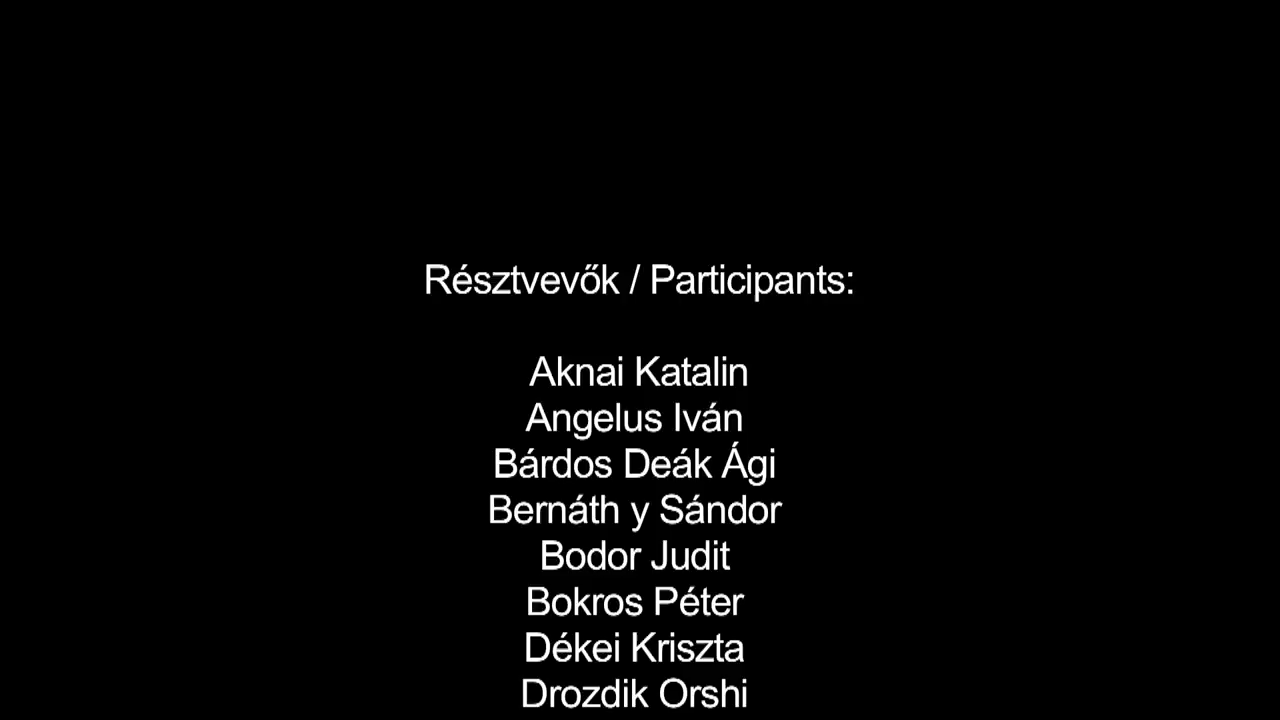 Résztvevők / Participants:
Aknai Katalin
Angelus Iván
Bárdos Deák Ági
Bernáth y Sándor
Bodor Judit
Bokros Péter
Dékei Kriszta
Drozdik Orshi